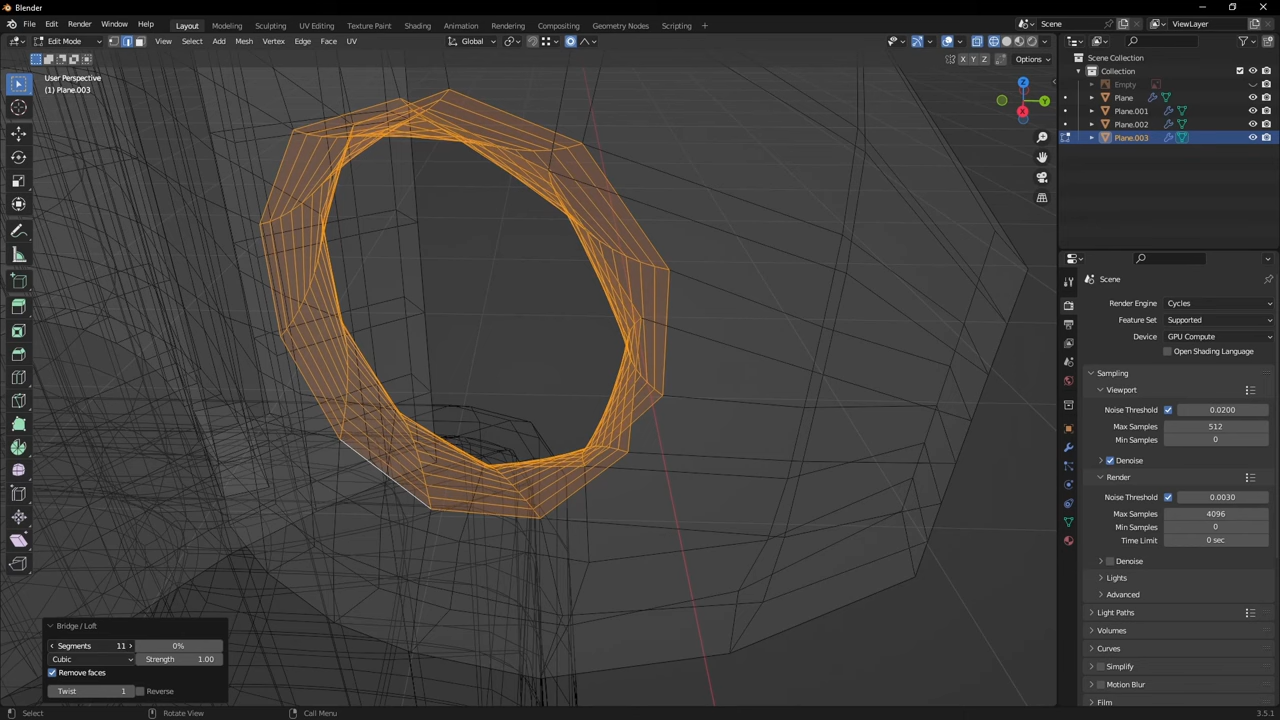 Blender
File Edit Render Window Help Layout Modeling Sculpting UV Editing Texture Paint Shading Animation Rendering Compositing Geometry Nodes Scripting + Scene ViewLayer
Edit Mode View Select Add Mesh Vertex Edge Face UV Global
X Y Z Options
User Perspective
(1) Plane.003
Z
Y
X
Scene Collection
Collection
Empty
Plane
Plane.001
Plane.002
Plane.003
Scene
Render Engine Cycles
Feature Set Supported
Device GPU Compute
Open Shading Language
Sampling
Viewport
Noise Threshold 0.0200
Max Samples 512
Min Samples 0
Denoise
Render
Noise Threshold 0.0030
Max Samples 4096
Min Samples 0
Time Limit 0 sec
Denoise
Lights
Advanced
Light Paths
Volumes
Curves
Simplify
Motion Blur
Film
Bridge / Loft
Segments 11 0%
Cubic Strength 1.00
Remove faces
Twist 1 Reverse
Select Rotate View Call Menu 3.5.1